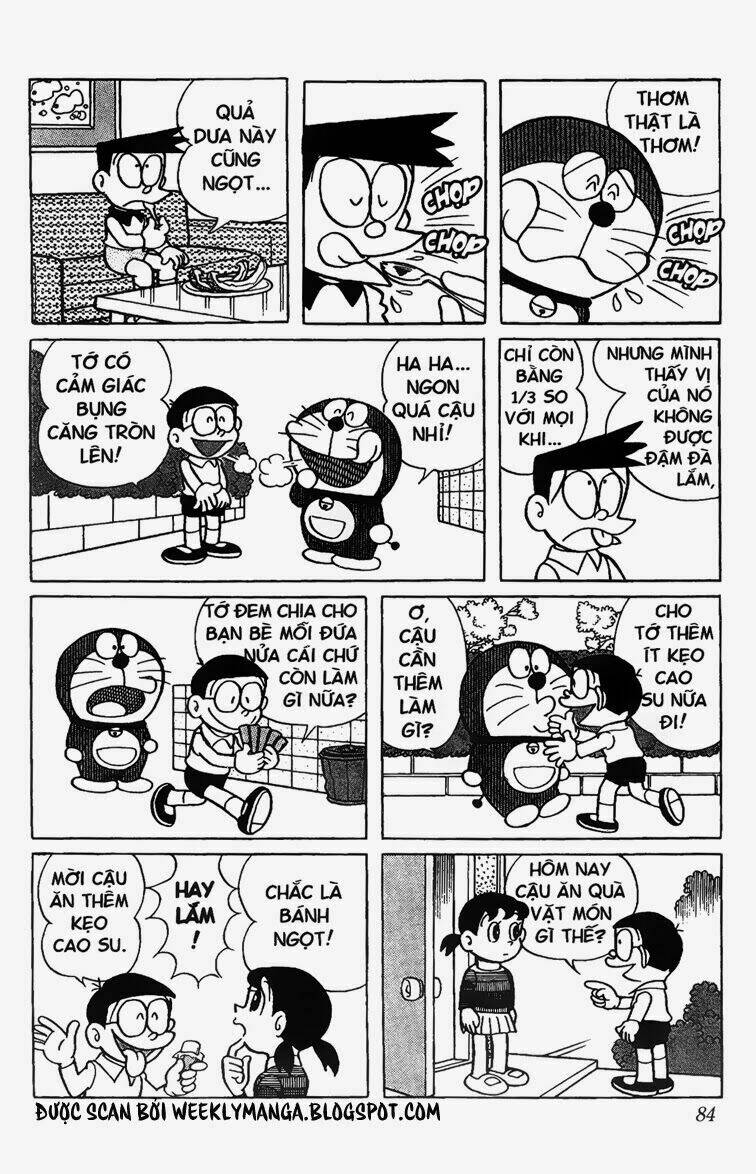 THƠM
THẬT LÀ
THƠM!
CHỌP
CHỌP
CHỌP
CHỌP
QUẢ
DƯA NÀY
CŨNG
NGỌT...
NHƯNG MÌNH
THẤY VỊ
CỦA NÓ
KHÔNG
ĐƯỢC
ĐẬM ĐÀ
LẮM,
CHỈ CÒN
BẰNG
1/3 SO
VỚI MỌI
KHI...
HA HA...
NGON
QUÁ CẬU
NHỈ!
TỚ CÓ
CẢM GIÁC
BỤNG
CĂNG TRÒN
LÊN!
CHO
TỚ THÊM
ÍT KẸO
CAO
SU NỮA
ĐI!
Ơ,
CẬU
CẦN
THÊM
LÀM
GÌ?
TỚ ĐEM CHIA CHO
BẠN BÈ MỖI ĐỨA
NỬA CÁI CHỨ
CÒN LÀM
GÌ NỮA?
HÔM NAY
CẬU ĂN QUÀ
VẶT MÓN
GÌ THẾ?
CHẮC LÀ
BÁNH
NGỌT!
HAY
LẮM
!
MỜI CẬU
ĂN THÊM
KẸO
CAO SU.
ĐƯỢC SCAN BỞI WEEKLYMANGA.BLOGSPOT.COM
84